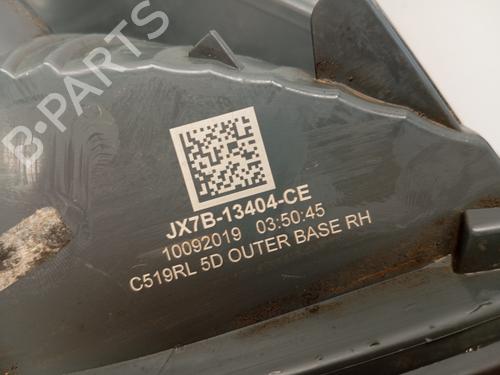 B-PARTS
JX7B-13404-CE
10092019 03:50:45
C519RL 5D OUTER BASE RH